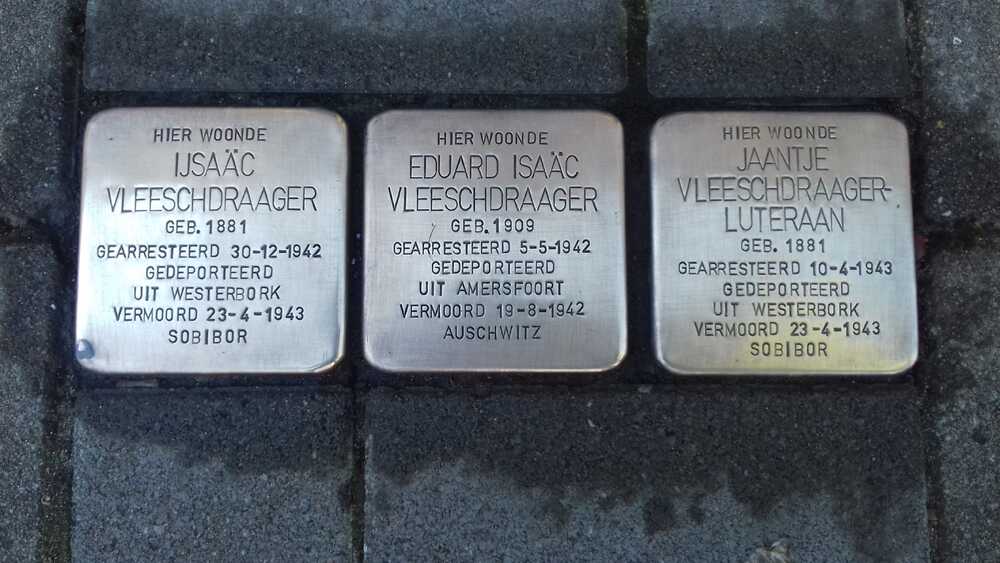 HIER WOONDE
IJSAÄC
VLEESCHDRAAGER
GEB. 1881
GEARRESTEERD 30-12-1942
GEDEPORTEERD
UIT WESTERBORK
VERMOORD 23-4-1943
SOBIBOR
HIER WOONDE
EDUARD ISAÄC
VLEESCHDRAAGER
GEB. 1909
GEARRESTEERD 5-5-1942
GEDEPORTEERD
UIT AMERSFOORT
VERMOORD 19-8-1942
AUSCHWITZ
HIER WOONDE
JAANTJE
VLEESCHDRAAGER-
LUTERAAN
GEB. 1881
GEARRESTEERD 10-4-1943
GEDEPORTEERD
UIT WESTERBORK
VERMOORD 23-4-1943
SOBIBOR